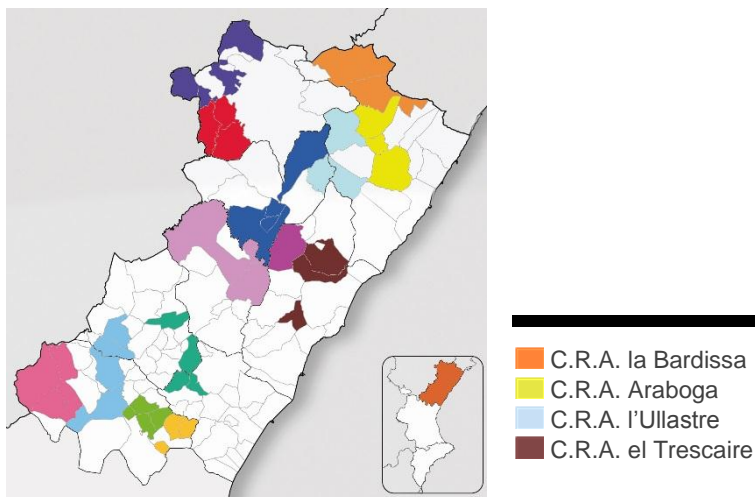 C.R.A. la Bardissa
C.R.A. Araboga
C.R.A. l'Ullastre
C.R.A. el Trescaire